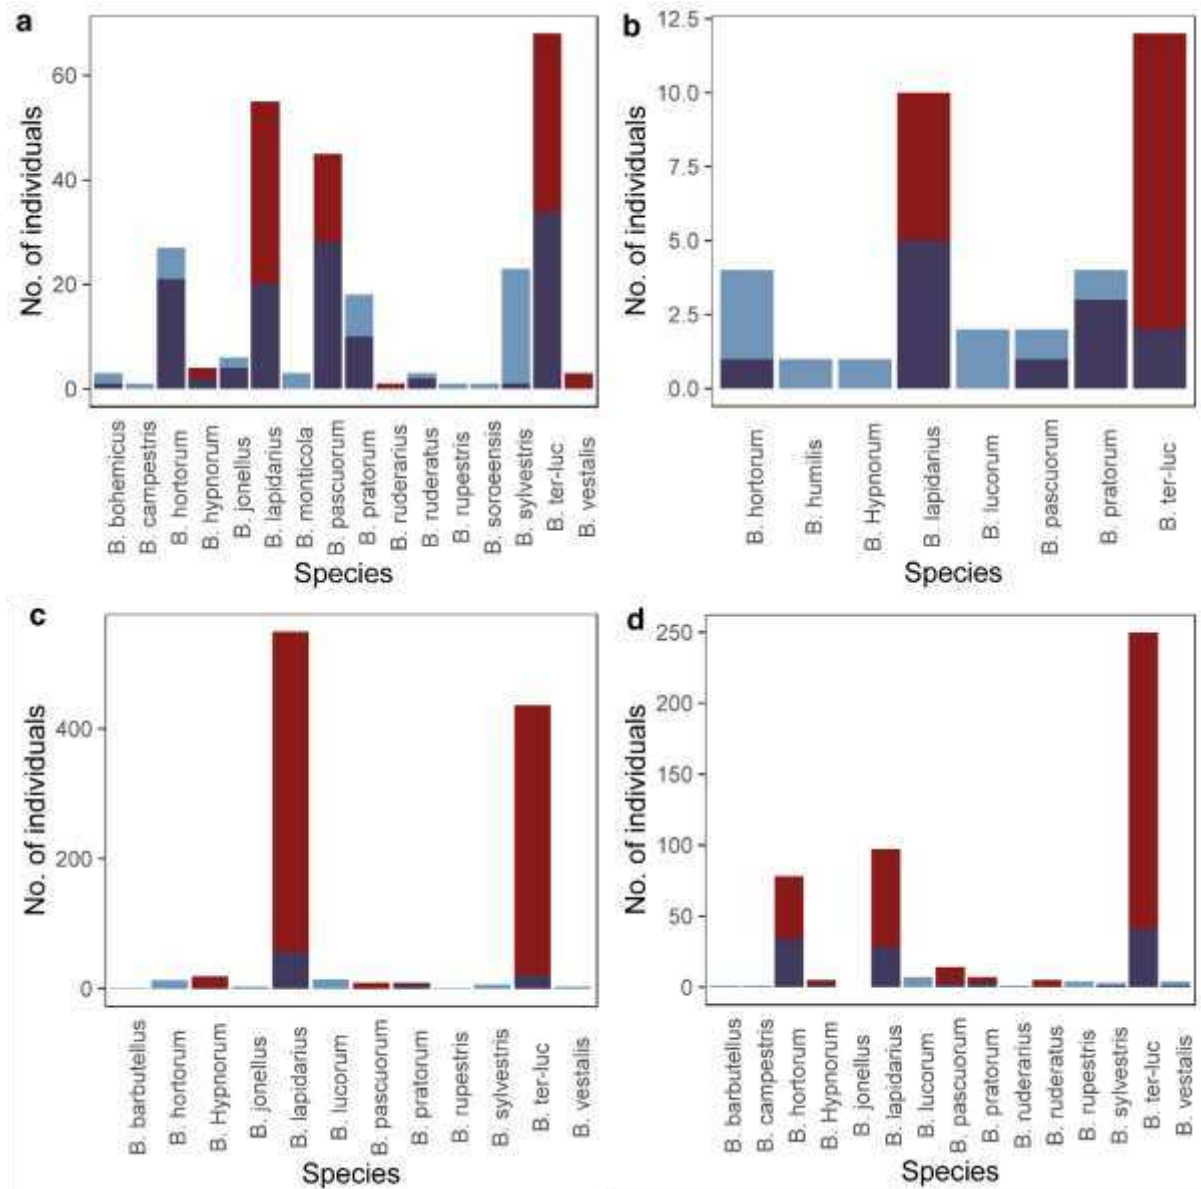 a
No. of individuals
60
40
20
0
B. bohemicus
B. campestris
B. hortorum
B. hypnorum
B. jonellus
B. lapidarius
B. monticola
B. pascuorum
B. pratorum
B. ruderarius
B. ruderatus
B. rupestris
B. soroeensis
B. sylvestris
B. ter-luc
B. vestalis
Species
b
No. of individuals
12.5
10.0
7.5
5.0
2.5
0.0
B. hortorum
B. humilis
B. Hypnorum
B. lapidarius
B. lucorum
B. pascuorum
B. pratorum
B. ter-luc
Species
c
No. of individuals
400
200
0
B. barbutellus
B. hortorum
B. Hypnorum
B. jonellus
B. lapidarius
B. lucorum
B. pascuorum
B. pratorum
B. rupestris
B. sylvestris
B. ter-luc
B. vestalis
Species
d
No. of individuals
250
200
150
100
50
0
B. barbutellus
B. campestris
B. hortorum
B. Hypnorum
B. jonellus
B. lapidarius
B. lucorum
B. pascuorum
B. pratorum
B. ruderarius
B. ruderatus
B. rupestris
B. sylvestris
B. ter-luc
B. vestalis
Species